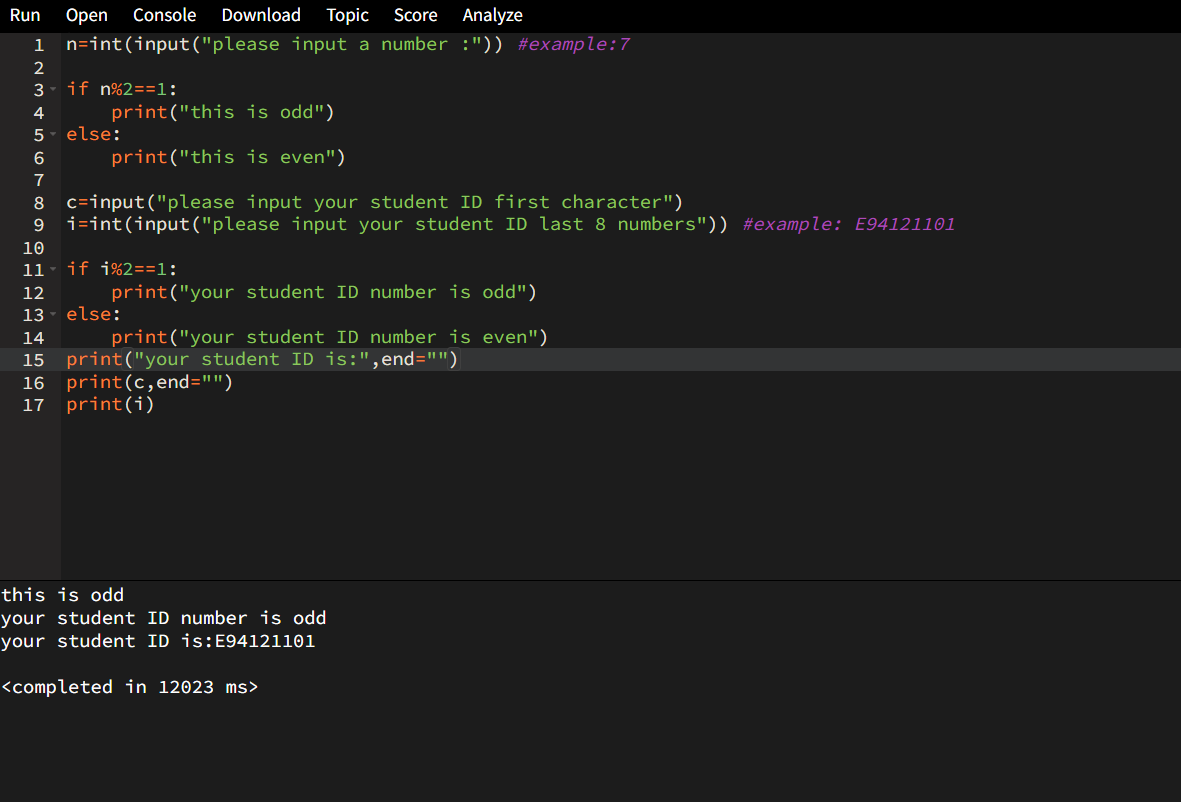 Run Open Console Download Topic Score Analyze
1 n=int(input("please input a number :")) #example:7
2
3 if n%2==1:
4     print("this is odd")
5 else:
6     print("this is even")
7
8 c=input("please input your student ID first character")
9 i=int(input("please input your student ID last 8 numbers")) #example: E94121101
10
11 if i%2==1:
12     print("your student ID number is odd")
13 else:
14     print("your student ID number is even")
15 print("your student ID is:",end="")
16 print(c,end="")
17 print(i)
this is odd
your student ID number is odd
your student ID is:E94121101
<completed in 12023 ms>